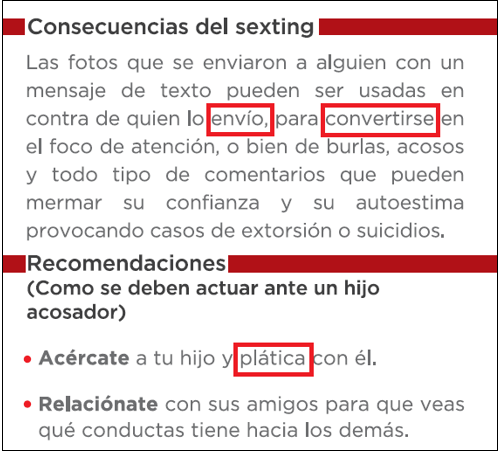 Consecuencias del sexting
Las fotos que se enviaron a alguien con un
mensaje de texto pueden ser usadas en
contra de quien lo envío, para convertirse en
el foco de atención, o bien de burlas, acosos
y todo tipo de comentarios que pueden
mermar su confianza y su autoestima
provocando casos de extorsión o suicidios.
Recomendaciones
(Como se deben actuar ante un hijo
acosador)
• Acércate a tu hijo y plática con él.
• Relaciónate con sus amigos para que veas
qué conductas tiene hacia los demás.